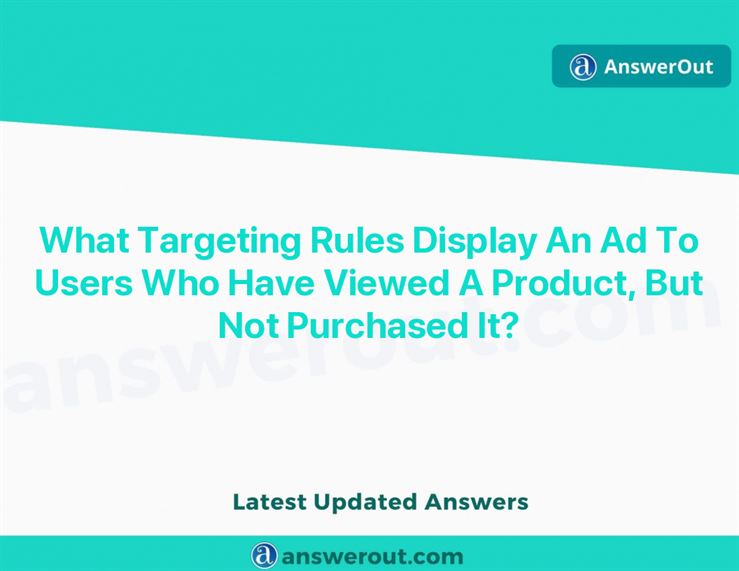 AnswerOut
What Targeting Rules Display An Ad To
Users Who Have Viewed A Product, But
Not Purchased It?
answerout.com
Latest Updated Answers
answerout.com